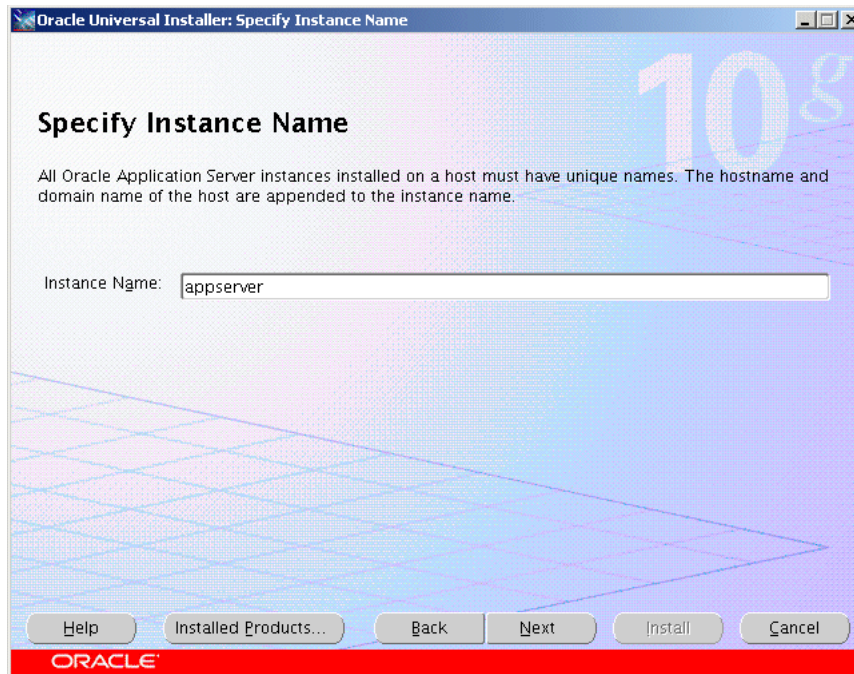 Oracle Universal Installer: Specify Instance Name
10g
Specify Instance Name
All Oracle Application Server instances installed on a host must have unique names. The hostname and
domain name of the host are appended to the instance name.
Instance Name: appserver
Help Installed Products... Back Next Install Cancel
ORACLE